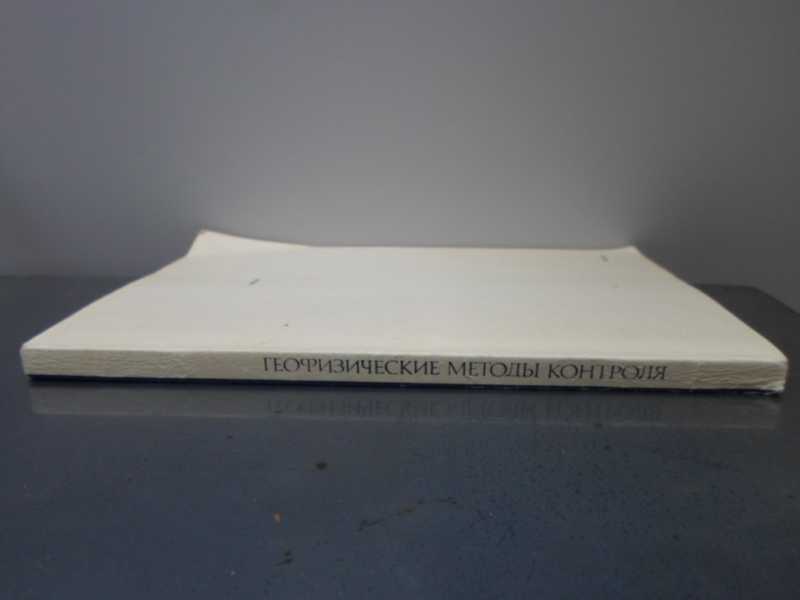 ГЕОФИЗИЧЕСКИЕ МЕТОДЫ КОНТРОЛЯ